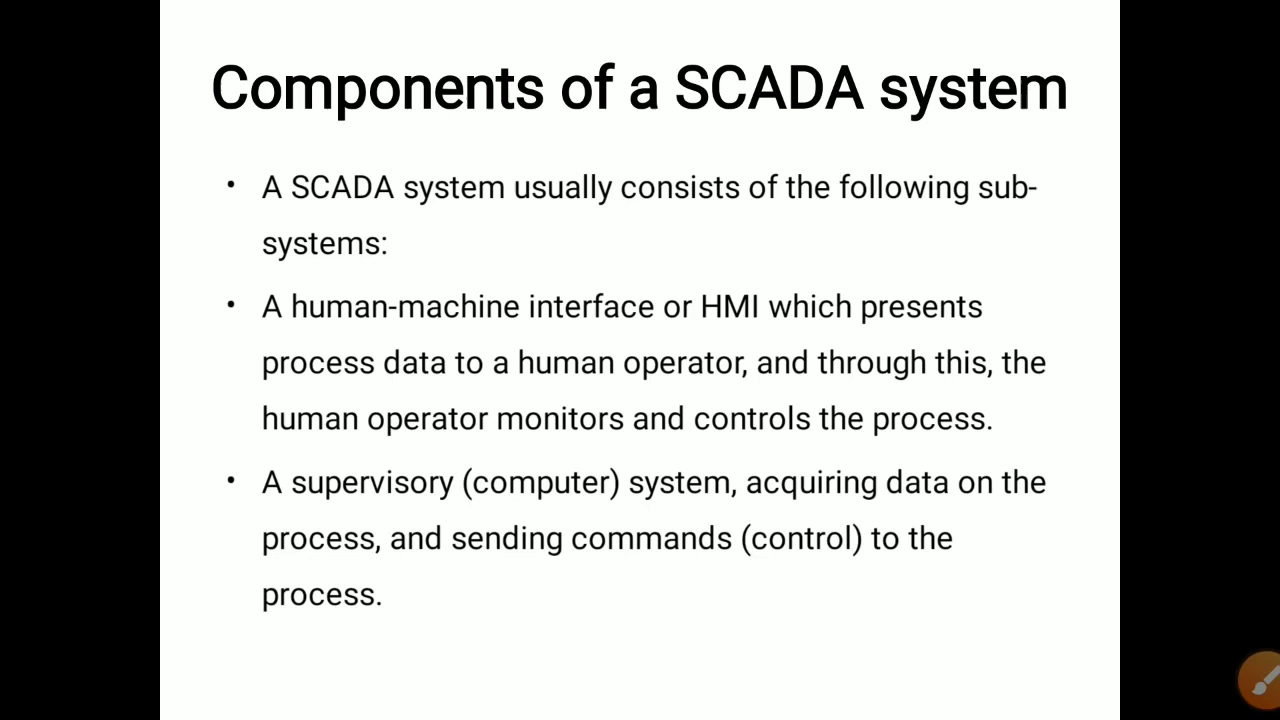 Components of a SCADA system
• A SCADA system usually consists of the following sub-
systems:
• A human-machine interface or HMI which presents
process data to a human operator, and through this, the
human operator monitors and controls the process.
• A supervisory (computer) system, acquiring data on the
process, and sending commands (control) to the
process.